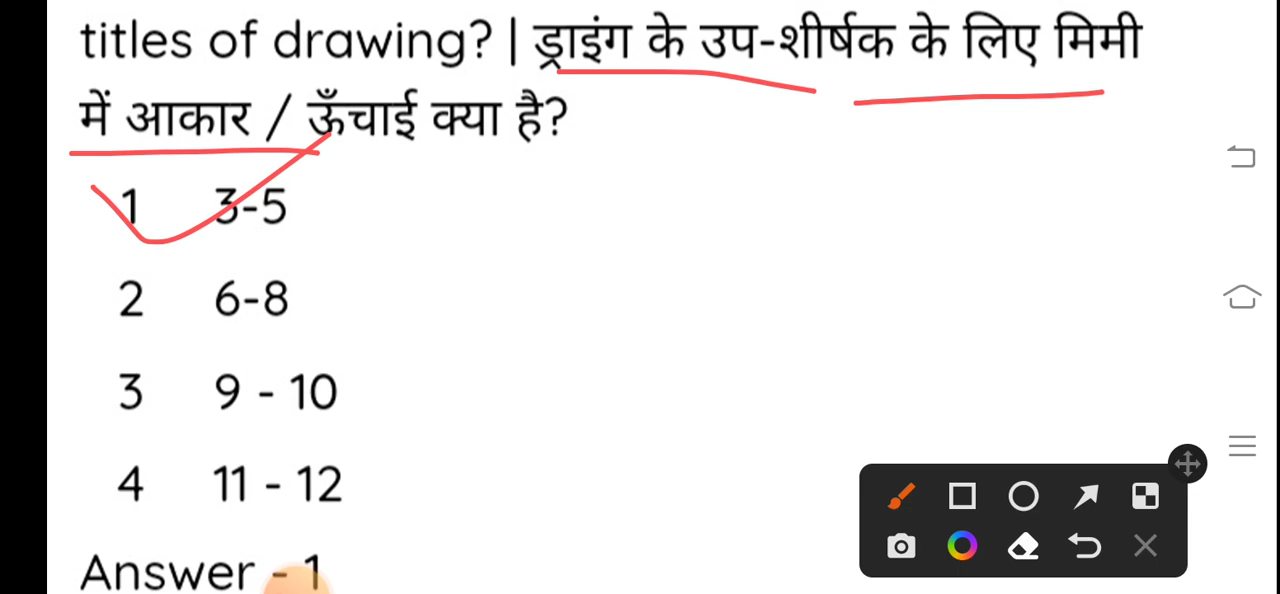 titles of drawing? | ड्राइंग के उप-शीर्षक के लिए मिमी
में आकार / ऊँचाई क्या है?
1 3-5
2 6-8
3 9 - 10
4 11 - 12
Answer - 1